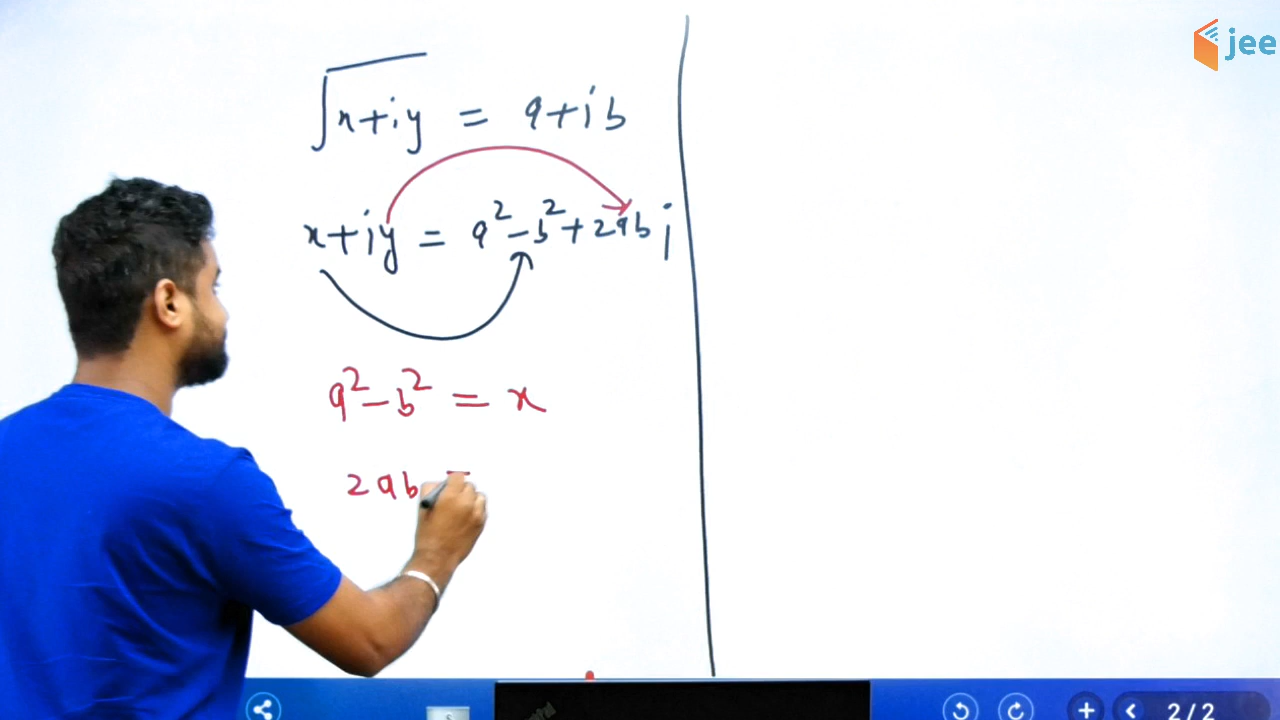 √x+iy = a+ib
x+iy = a²-b²+2abi
a²-b² = x
2ab =
jee
2/2